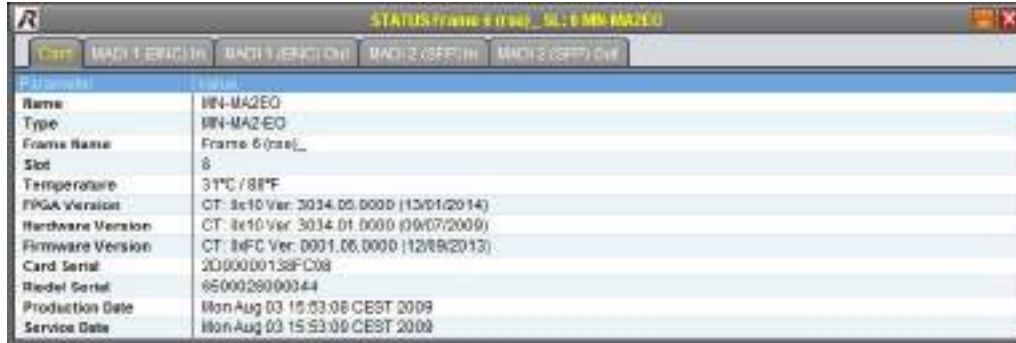 STATUS Frame 6 (rse)_ SL: 8 MN-MA2EO
Card MADI 1 (BNC) In MADI 1 (BNC) Out MADI 2 (SFP) In MADI 2 (SFP) Out
Parameter Value
Name MN-MA2EO
Type MN-MA2-EO
Frame Name Frame 6 (rse)_
Slot 8
Temperature 31°C / 88°F
FPGA Version CT: 0x10 Ver: 3034.05.0000 (13/01/2014)
Hardware Version CT: 0x10 Ver: 3034.01.0000 (09/07/2009)
Firmware Version CT: 0xFC Ver: 0001.06.0000 (12/09/2013)
Card Serial 2D000000138FC08
Riedel Serial
Production Date Mon Aug 03 15:53:08 CEST 2009
Service Date Mon Aug 03 15:53:09 CEST 2009